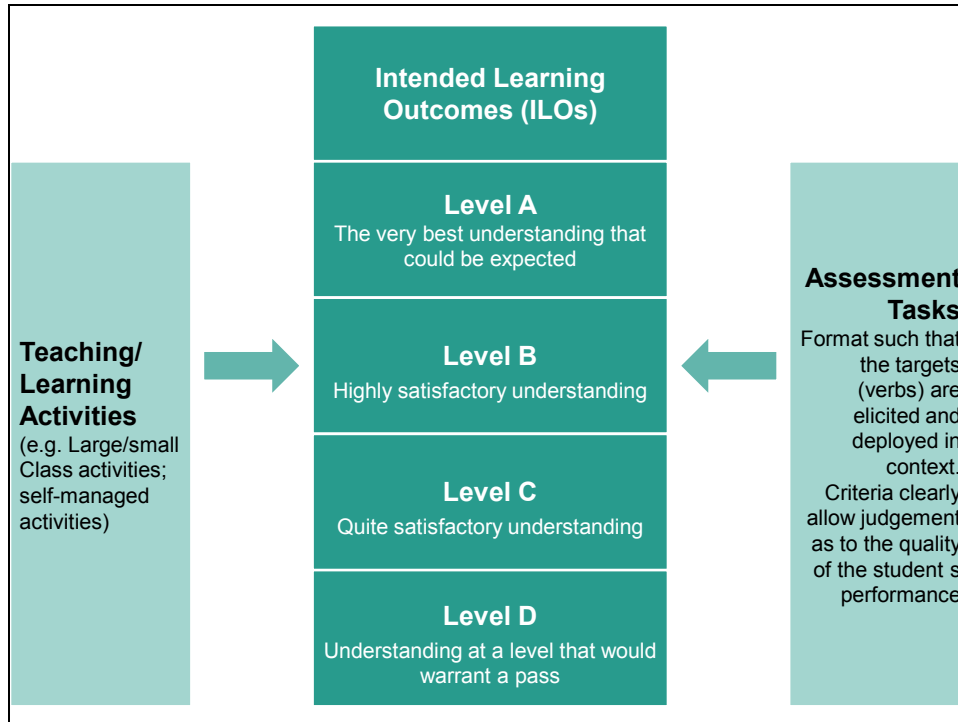 Intended Learning
Outcomes (ILOs)
Level A
The very best understanding that
could be expected
Level B
Highly satisfactory understanding
Level C
Quite satisfactory understanding
Level D
Understanding at a level that would
warrant a pass
Teaching/
Learning
Activities
(e.g. Large/small
Class activities;
self-managed
activities)
Assessment
Tasks
Format such that
the targets
(verbs) are
elicited and
deployed in
context.
Criteria clearly
allow judgement
as to the quality
of the student s
performance